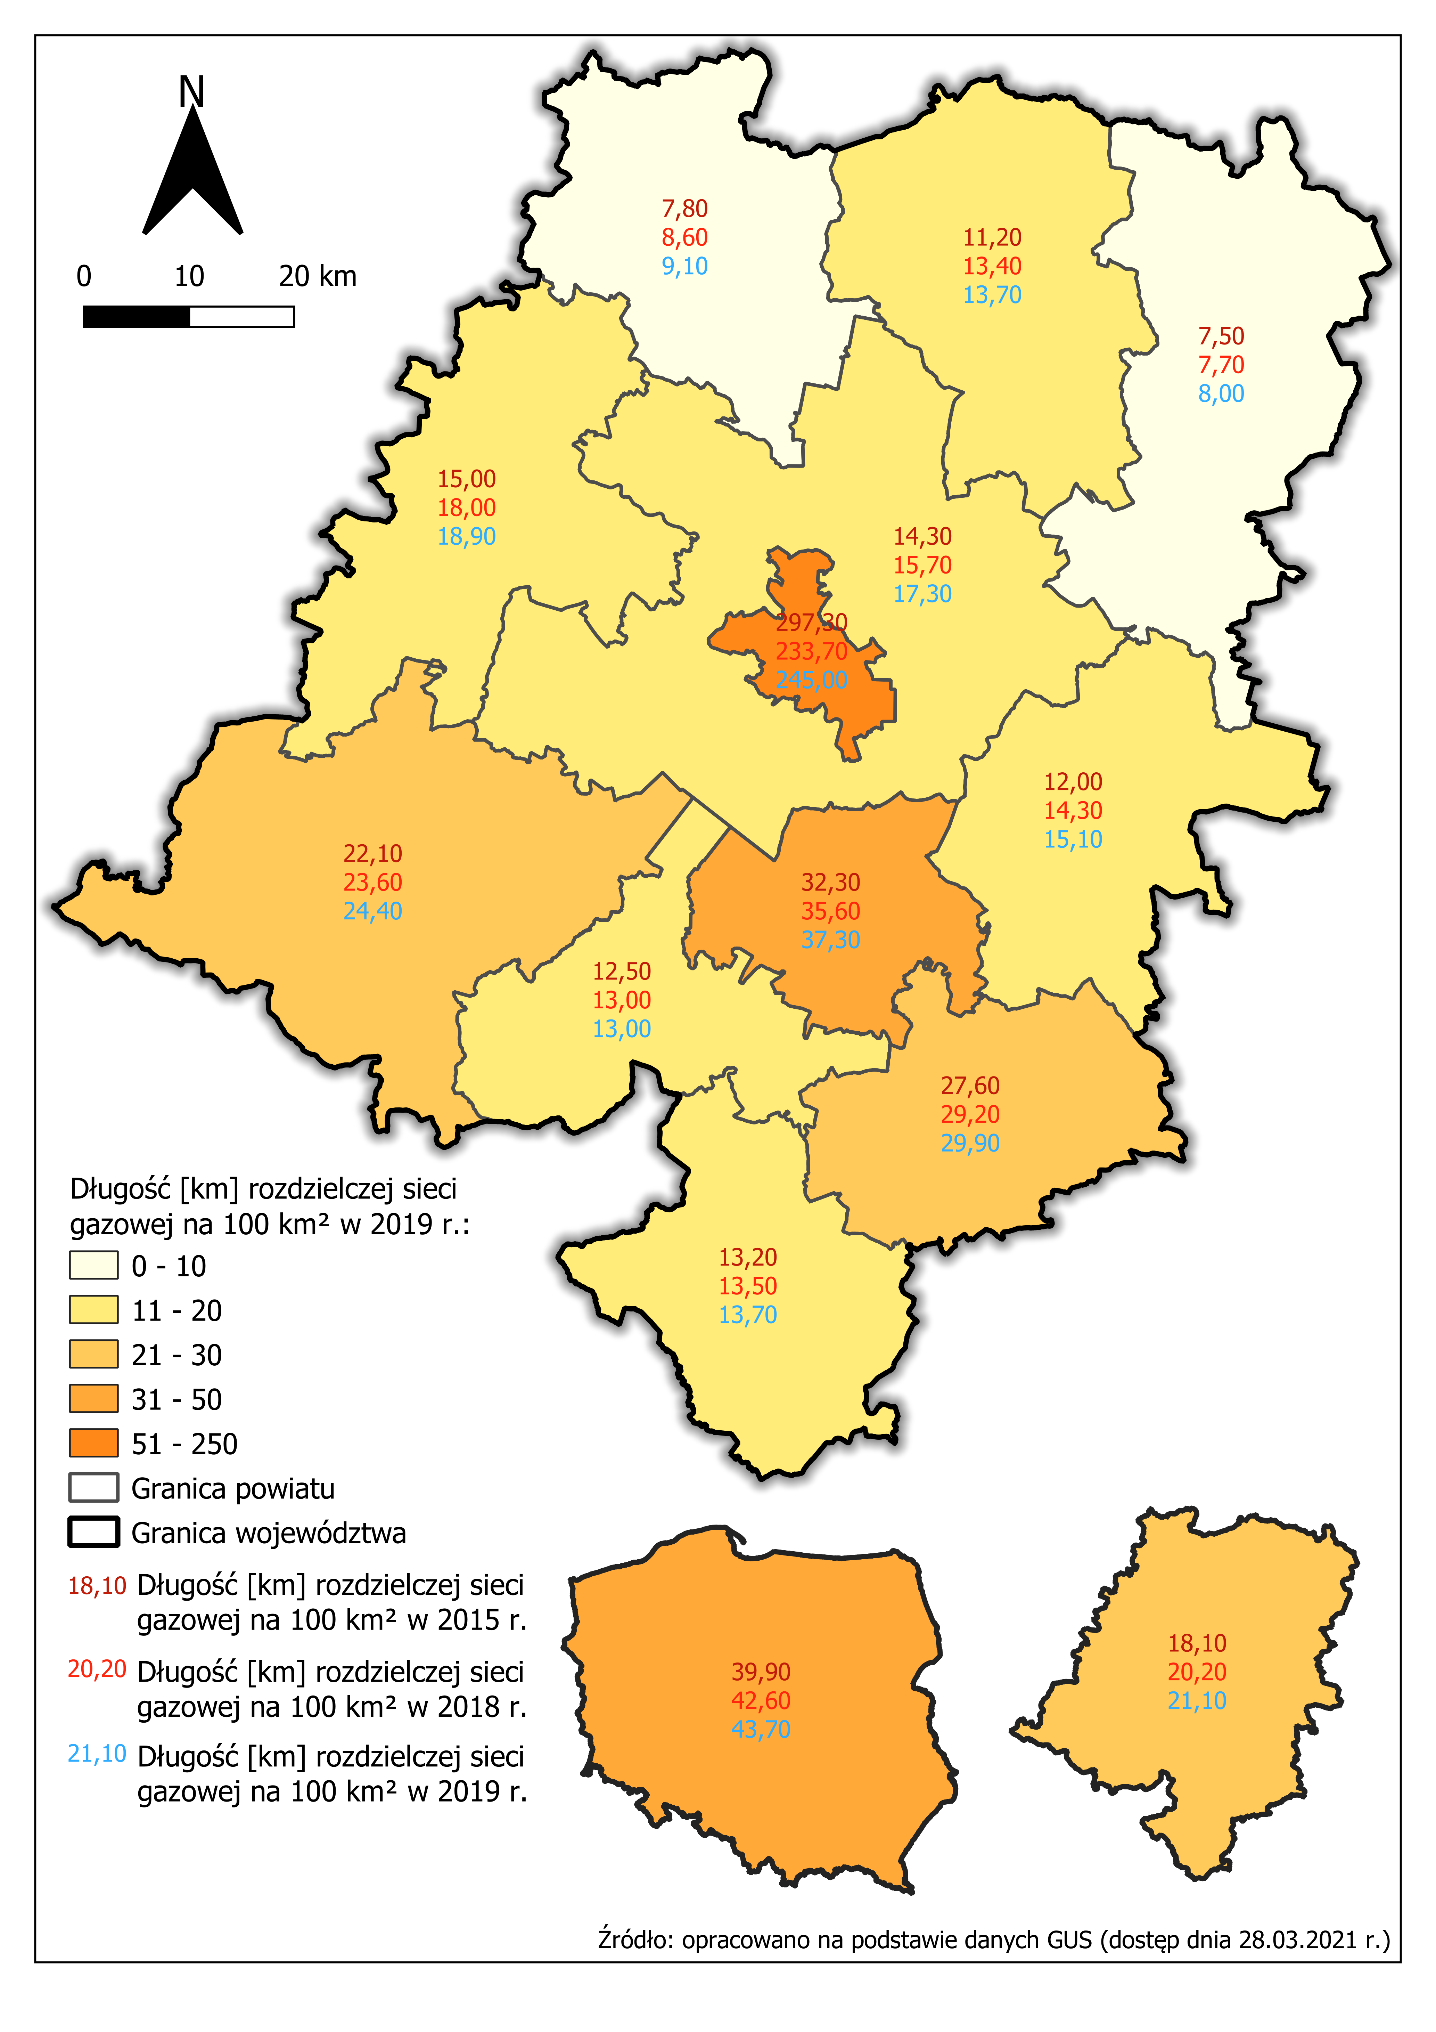 N
0 10 20 km
7,80
8,60
9,10
11,20
13,40
13,70
7,50
7,70
8,00
15,00
18,00
18,90
14,30
15,70
17,30
297,30
233,70
245,00
12,00
14,30
15,10
22,10
23,60
24,40
32,30
35,60
37,30
12,50
13,00
13,00
27,60
29,20
29,90
13,20
13,50
13,70
Długość [km] rozdzielczej sieci
gazowej na 100 km² w 2019 r.:
0 - 10
11 - 20
21 - 30
31 - 50
51 - 250
Granica powiatu
Granica województwa
18,10 Długość [km] rozdzielczej sieci
gazowej na 100 km² w 2015 r.
20,20 Długość [km] rozdzielczej sieci
gazowej na 100 km² w 2018 r.
21,10 Długość [km] rozdzielczej sieci
gazowej na 100 km² w 2019 r.
39,90
42,60
43,70
18,10
20,20
21,10
Źródło: opracowano na podstawie danych GUS (dostęp dnia 28.03.2021 r.)